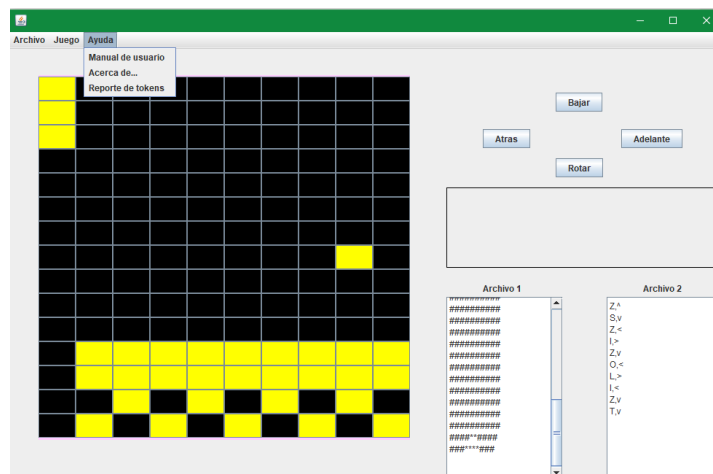 Archivo Juego Ayuda
Manual de usuario
Acerca de...
Reporte de tokens
Bajar
Atras
Adelante
Rotar
Archivo 1
##########
##########
##########
##########
##########
##########
##########
##########
##########
##########
##########
##########
####**####
###****###
Archivo 2
Z,^
S,v
Z,<
I,>
Z,v
O,<
L,>
I,<
Z,v
T,v